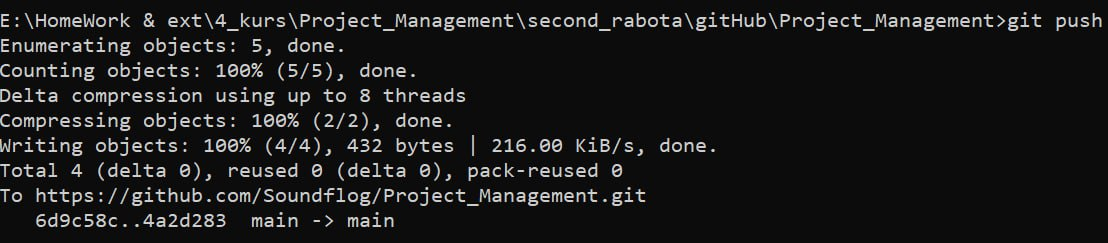 E:\HomeWork & ext\4_kurs\Project_Management\second_rabota\gitHub\Project_Management>git push
Enumerating objects: 5, done.
Counting objects: 100% (5/5), done.
Delta compression using up to 8 threads
Compressing objects: 100% (2/2), done.
Writing objects: 100% (4/4), 432 bytes | 216.00 KiB/s, done.
Total 4 (delta 0), reused 0 (delta 0), pack-reused 0
To https://github.com/Soundflog/Project_Management.git
   6d9c58c..4a2d283  main -> main